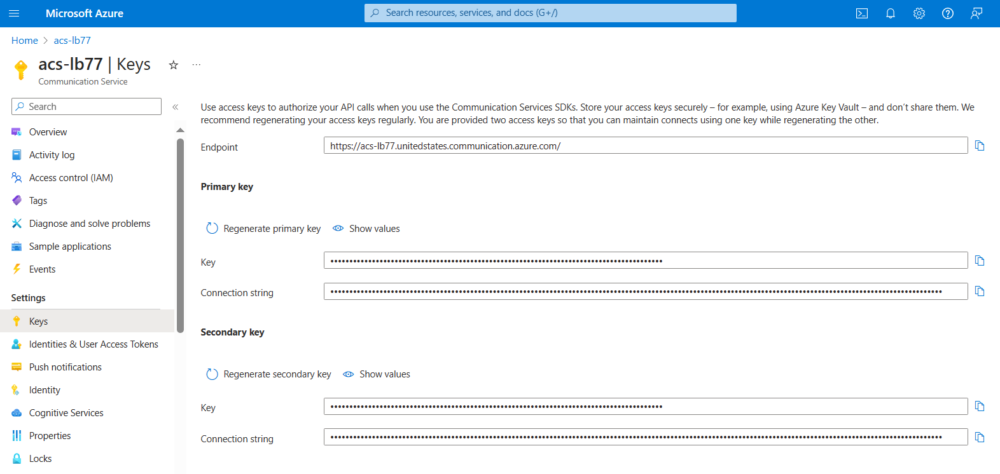 Microsoft Azure
Search resources, services, and docs (G+/)
Home > acs-lb77
acs-lb77 | Keys
Communication Service
Search
Overview
Activity log
Access control (IAM)
Tags
Diagnose and solve problems
Sample applications
Events
Settings
Keys
Identities & User Access Tokens
Push notifications
Identity
Cognitive Services
Properties
Locks
Use access keys to authorize your API calls when you use the Communication Services SDKs. Store your access keys securely – for example, using Azure Key Vault – and don’t share them. We
recommend regenerating your access keys regularly. You are provided two access keys so that you can maintain connects using one key while regenerating the other.
Endpoint
https://acs-lb77.unitedstates.communication.azure.com/
Primary key
Regenerate primary key
Show values
Key
Connection string
Secondary key
Regenerate secondary key
Show values
Key
Connection string